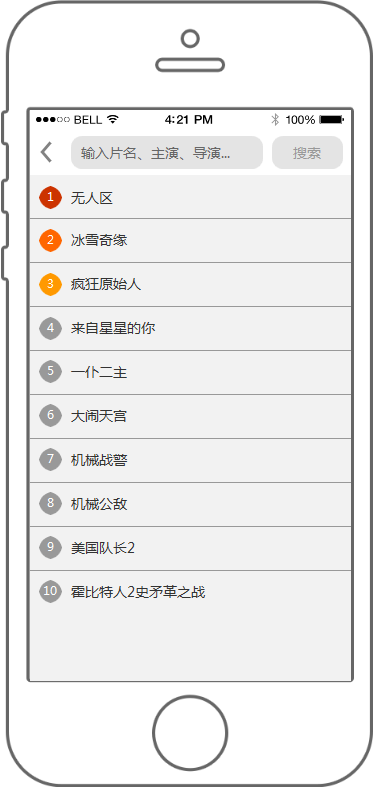 BELL 4:21 PM 100%
输入片名、主演、导演... 搜索
1 无人区
2 冰雪奇缘
3 疯狂原始人
4 来自星星的你
5 一仆二主
6 大闹天宫
7 机械战警
8 机械公敌
9 美国队长2
10 霍比特人2史矛革之战